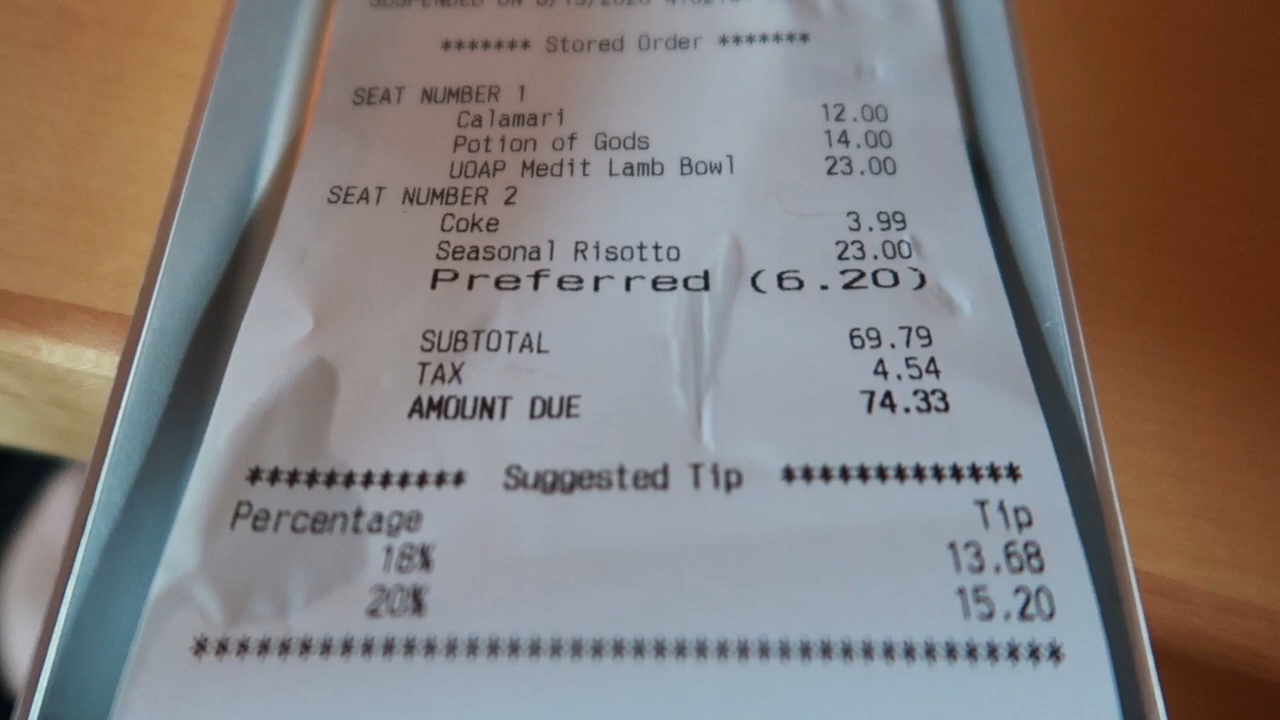 SUSPENDED ON
******* Stored Order *******
SEAT NUMBER 1
Calamari 12.00
Potion of Gods 14.00
UOAP Medit Lamb Bowl 23.00
SEAT NUMBER 2
Coke 3.99
Seasonal Risotto 23.00
Preferred (6.20)
SUBTOTAL 69.79
TAX 4.54
AMOUNT DUE 74.33
*********** Suggested Tip *************
Percentage Tip
18% 13.68
20% 15.20
****************************************